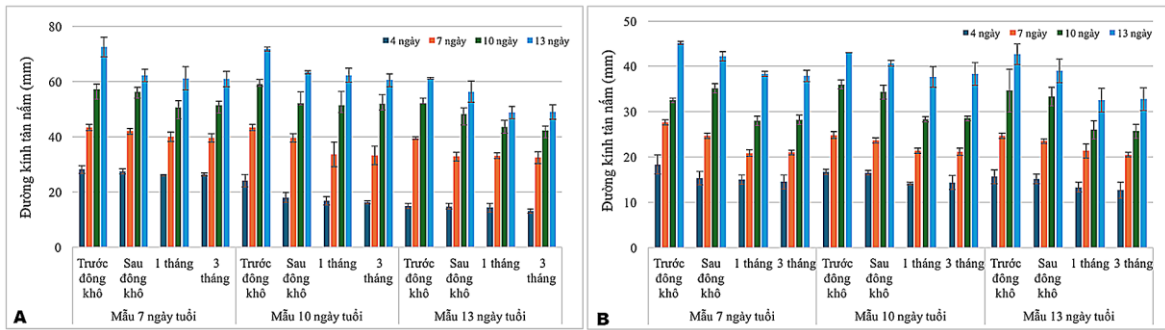 80
60
40
20
0
Đường kính tản nấm (mm)
4 ngày 7 ngày 10 ngày 13 ngày
Trước đông khô
Sau đông khô
1 tháng
3 tháng
Trước đông khô
Sau đông khô
1 tháng
3 tháng
Trước đông khô
Sau đông khô
1 tháng
3 tháng
Mẫu 7 ngày tuổi
Mẫu 10 ngày tuổi
Mẫu 13 ngày tuổi
A
50
40
30
20
10
0
Đường kính tản nấm (mm)
4 ngày 7 ngày 10 ngày 13 ngày
Trước đông khô
Sau đông khô
1 tháng
3 tháng
Trước đông khô
Sau đông khô
1 tháng
3 tháng
Trước đông khô
Sau đông khô
1 tháng
3 tháng
Mẫu 7 ngày tuổi
Mẫu 10 ngày tuổi
Mẫu 13 ngày tuổi
B